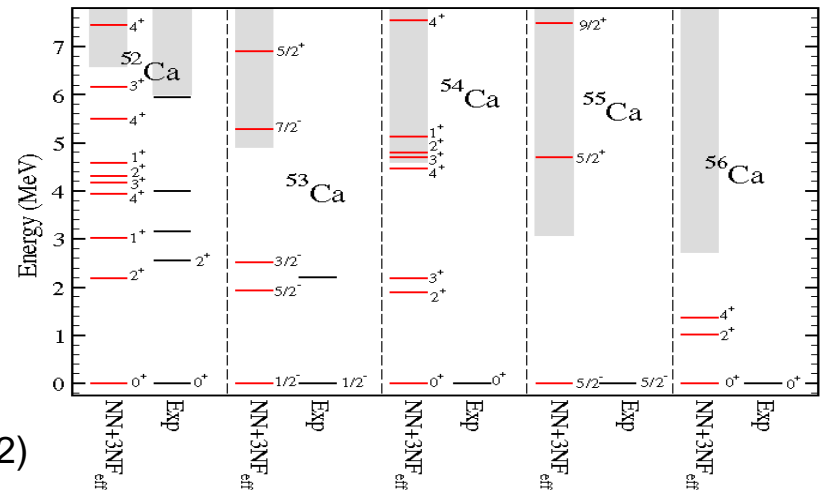 Energy (MeV)
7
6
5
4
3
2
1
0
⁵²Ca
4⁺
3⁺
4⁺
1⁺
2⁺
3⁺
4⁺
1⁺
2⁺
0⁺
2⁺
0⁺
⁵³Ca
5/2⁺
7/2⁻
3/2⁻
5/2⁻
1/2⁻
1/2⁻
⁵⁴Ca
4⁺
1⁺
2⁺
3⁺
4⁺
3⁺
2⁺
0⁺
0⁺
⁵⁵Ca
9/2⁺
5/2⁺
5/2⁻
5/2⁻
⁵⁶Ca
4⁺
2⁺
0⁺
0⁺
NN+3NFeff
Exp
NN+3NFeff
Exp
NN+3NFeff
Exp
NN+3NFeff
Exp
NN+3NFeff
Exp
2)